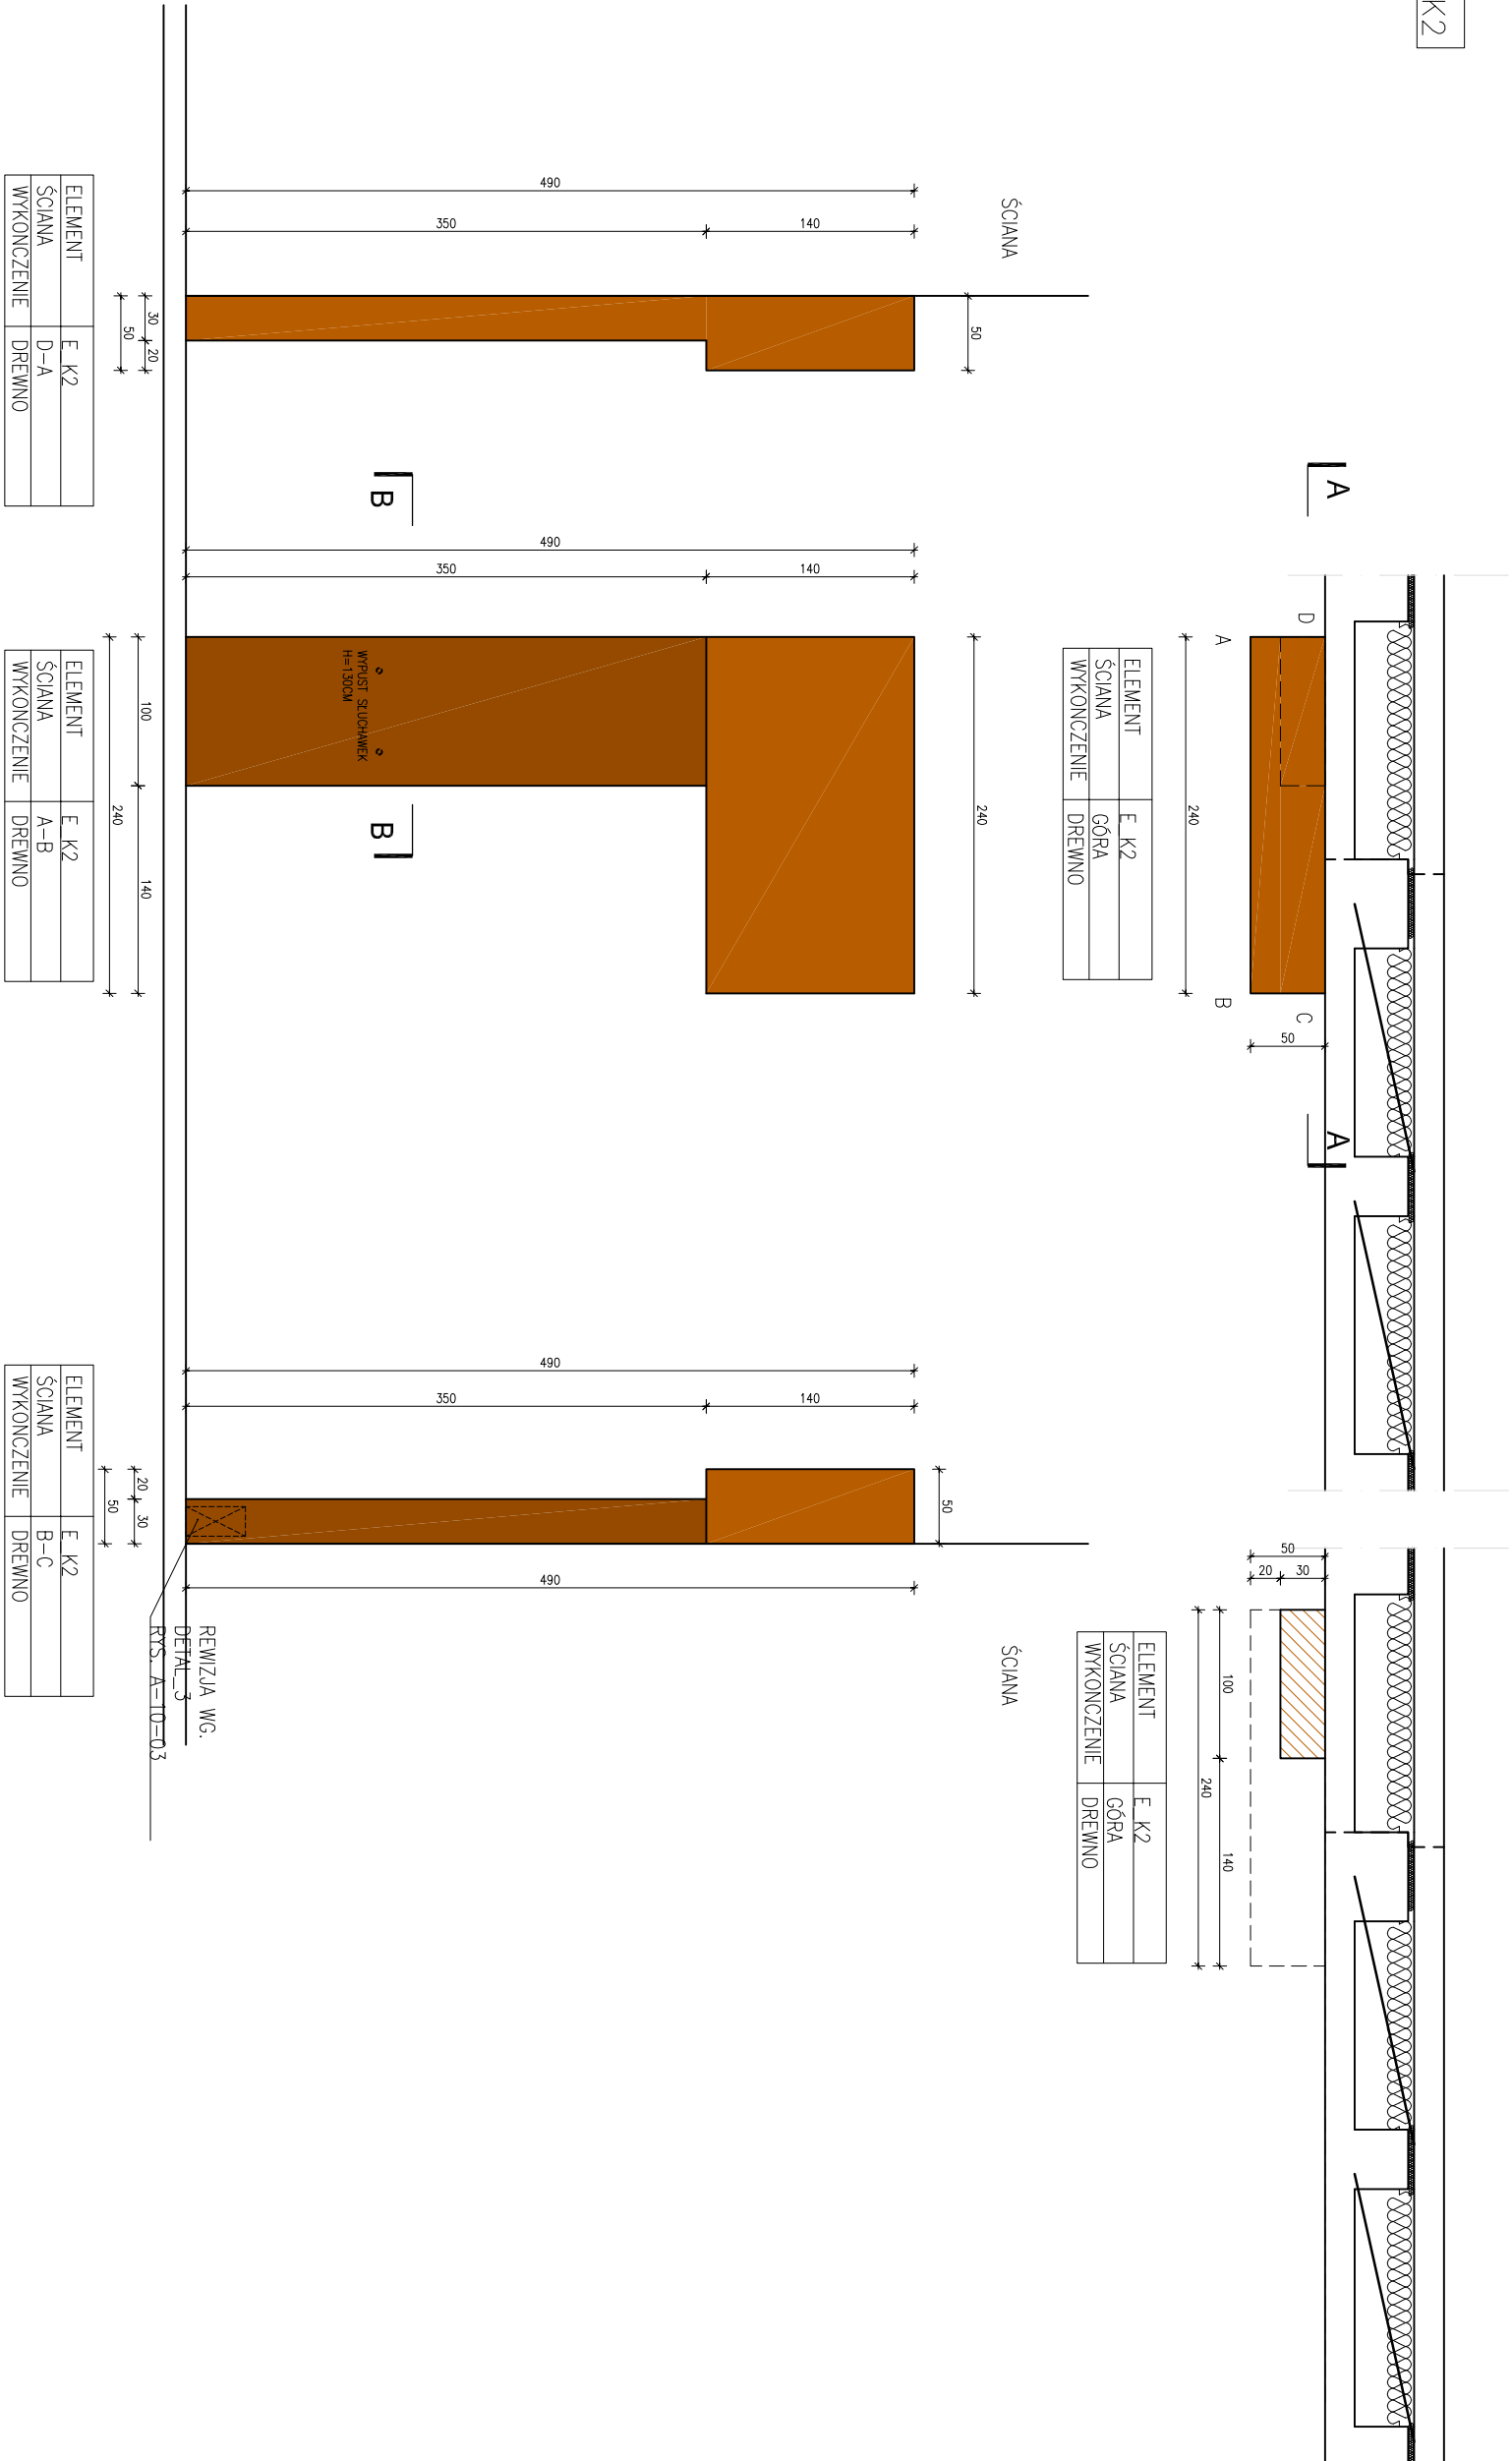 K2
A
A
D
A
B
C
240
50
ELEMENT E_K2
ŚCIANA GÓRA
WYKONCZENIE DREWNO
50
20 30
100 140
240
ELEMENT E_K2
ŚCIANA GÓRA
WYKONCZENIE DREWNO
ŚCIANA
490
350 140
50
30 20
50
ELEMENT E_K2
ŚCIANA D-A
WYKONCZENIE DREWNO
B
B
490
350 140
240
WYPUST SŁUCHAWEK
H=130CM
100 140
240
ELEMENT E_K2
ŚCIANA A-B
WYKONCZENIE DREWNO
ŚCIANA
490
350 140
50
490
20 30
50
REWIZJA WG.
DETAL_3
RYS. A-10-03
ELEMENT E_K2
ŚCIANA B-C
WYKONCZENIE DREWNO